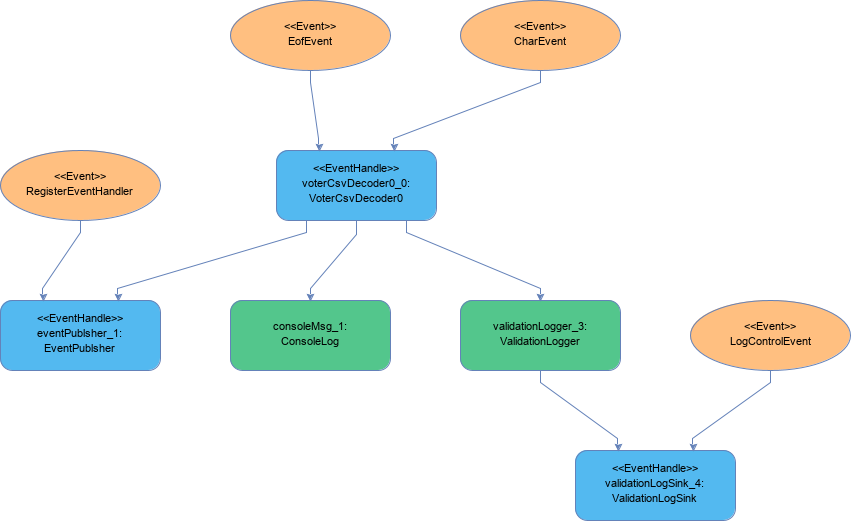 <<Event>>
EofEvent
<<Event>>
CharEvent
<<EventHandle>>
voterCsvDecoder0_0:
VoterCsvDecoder0
<<Event>>
RegisterEventHandler
<<EventHandle>>
eventPublsher_1:
EventPublsher
consoleMsg_1:
ConsoleLog
validationLogger_3:
ValidationLogger
<<Event>>
LogControlEvent
<<EventHandle>>
validationLogSink_4:
ValidationLogSink